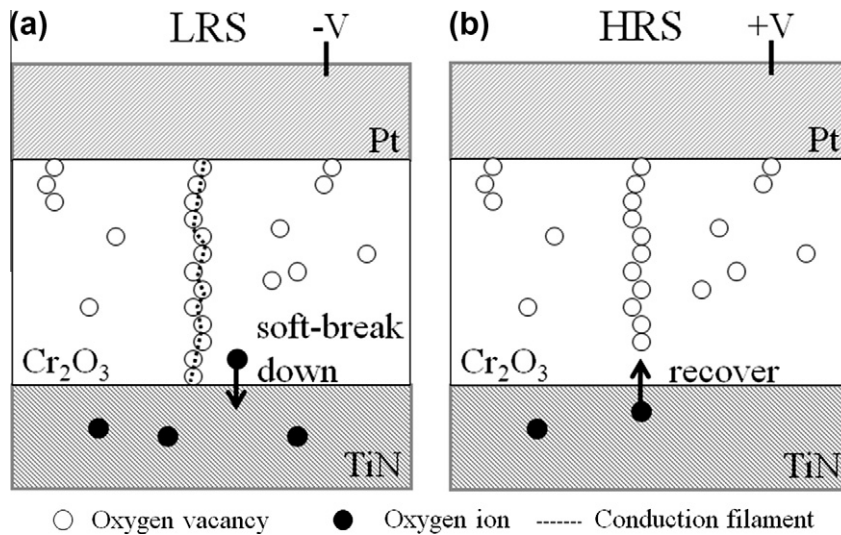 (a) LRS -V
Pt
soft-break
down
Cr₂O₃
TiN
(b) HRS +V
Pt
Cr₂O₃
recover
TiN
Oxygen vacancy Oxygen ion Conduction filament